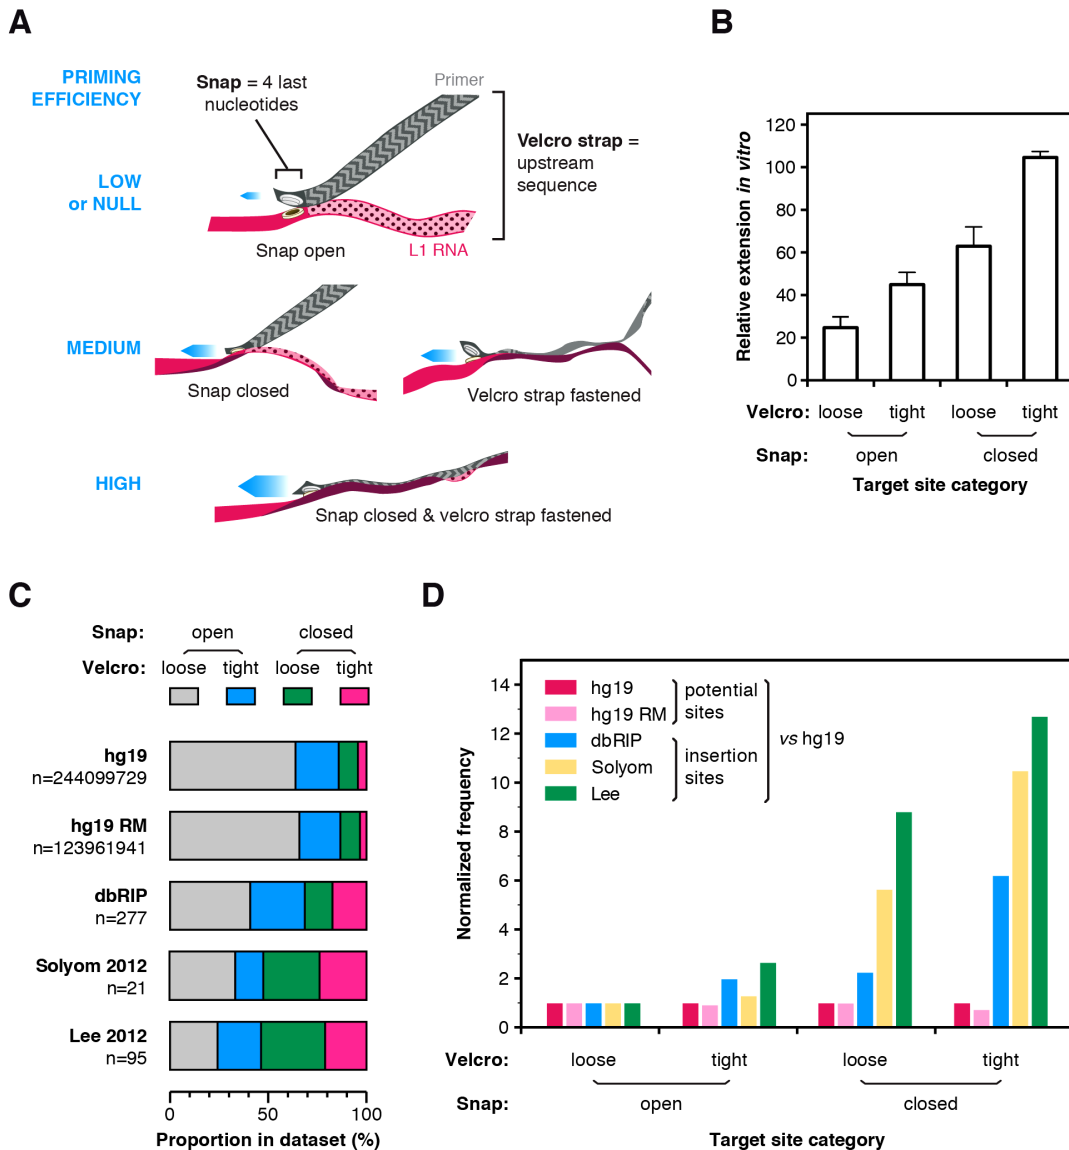 A
PRIMING
EFFICIENCY
Snap = 4 last
nucleotides
Primer
Velcro strap =
upstream
sequence
LOW
or NULL
Snap open
L1 RNA
MEDIUM
Snap closed
Velcro strap fastened
HIGH
Snap closed & velcro strap fastened
B
Relative extension in vitro
120
100
80
60
40
20
0
Velcro: loose tight loose tight
Snap: open closed
Target site category
C
Snap: open closed
Velcro: loose tight loose tight
hg19
n=244099729
hg19 RM
n=123961941
dbRIP
n=277
Solyom 2012
n=21
Lee 2012
n=95
0 50 100
Proportion in dataset (%)
D
Normalized frequency
14
12
10
8
6
4
2
0
hg19
hg19 RM
dbRIP
Solyom
Lee
potential
sites
insertion
sites
vs hg19
Velcro: loose tight loose tight
Snap: open closed
Target site category